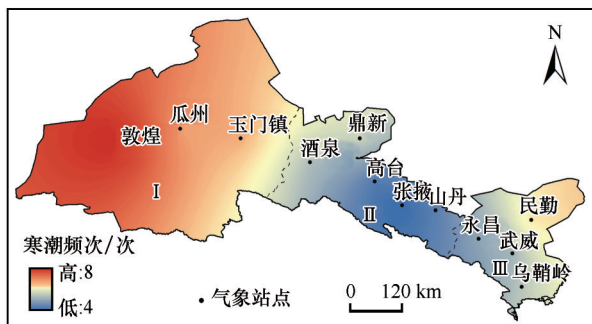 N
瓜州
敦煌
玉门镇
鼎新
酒泉
高台
张掖
山丹
民勤
永昌
武威
乌鞘岭
Ⅰ
Ⅱ
Ⅲ
寒潮频次/次
高:8
低:4
气象站点
0 120 km